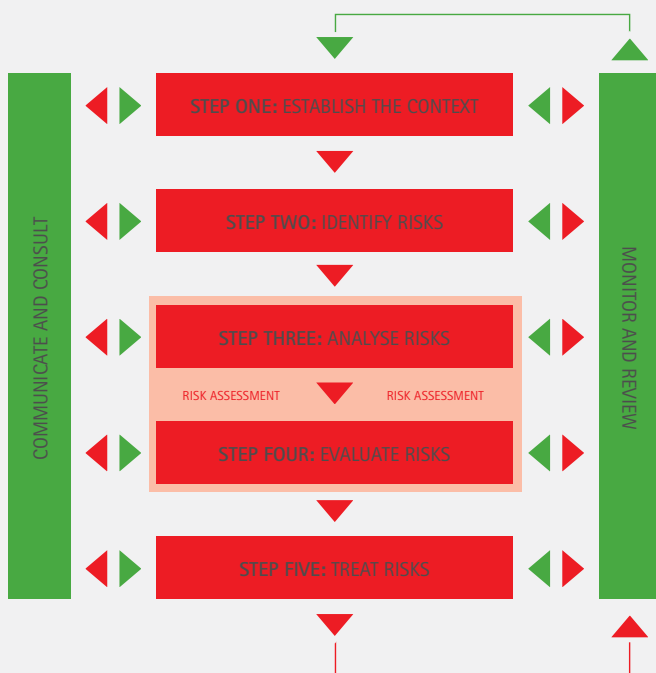 STEP ONE: ESTABLISH THE CONTEXT
STEP TWO: IDENTIFY RISKS
COMMUNICATE AND CONSULT
MONITOR AND REVIEW
STEP THREE: ANALYSE RISKS
RISK ASSESSMENT
RISK ASSESSMENT
STEP FOUR: EVALUATE RISKS
STEP FIVE: TREAT RISKS